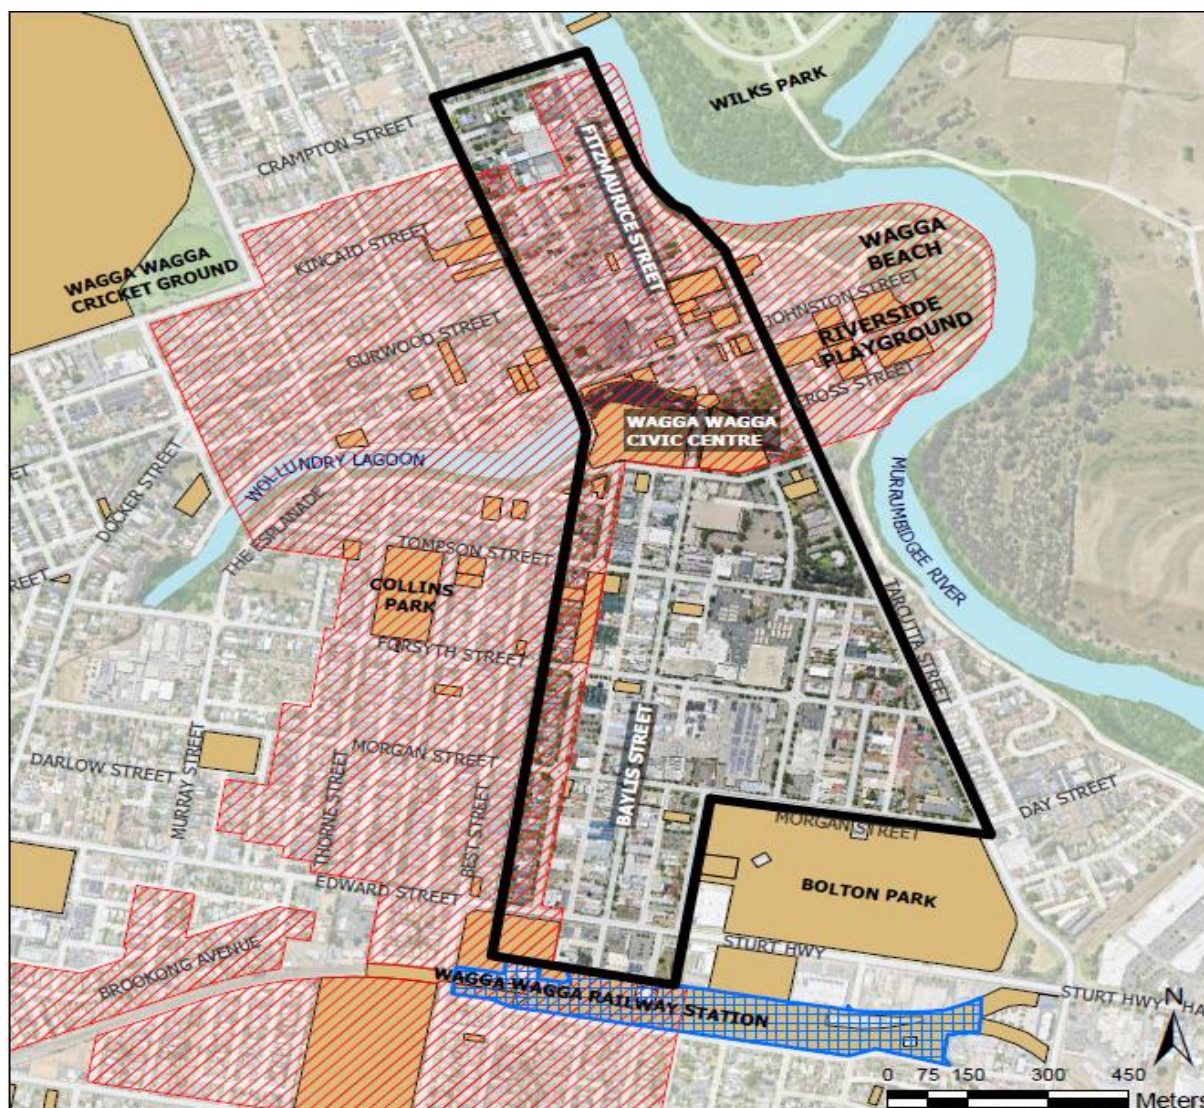 WILKS PARK
CRAMPTON STREET
FITZMAURICE STREET
WAGGA
BEACH
KINCAID STREET
WAGGA WAGGA
CRICKET GROUND
JOHNSTON STREET
RIVERSIDE
PLAYGROUND
GURWOOD STREET
CROSS STREET
WAGGA WAGGA
CIVIC CENTRE
WOLLUNDRY LAGOON
DOCKER STREET
MURRUMBIDGEE RIVER
THE ESPLANADE
TOMPSON STREET
REET
COLLINS
PARK
TARCUTTA STREET
FORSYTH STREET
BAYLIS STREET
MORGAN STREET
DARLOW STREET
MURRAY STREET
THORNE STREET
BEST STREET
DAY STREET
MORGAN STREET
EDWARD STREET
BOLTON PARK
STURT HWY
BROOKONG AVENUE
WAGGA WAGGA RAILWAY STATION
STURT HWY
HA
N
0 75 150 300 450
Meters